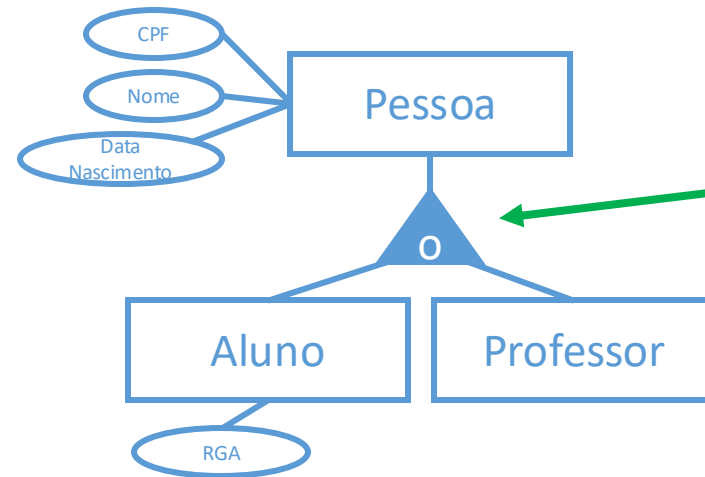 CPF
Pessoa
Nome
Data
Nascimento
O
Aluno
Professor
RGA